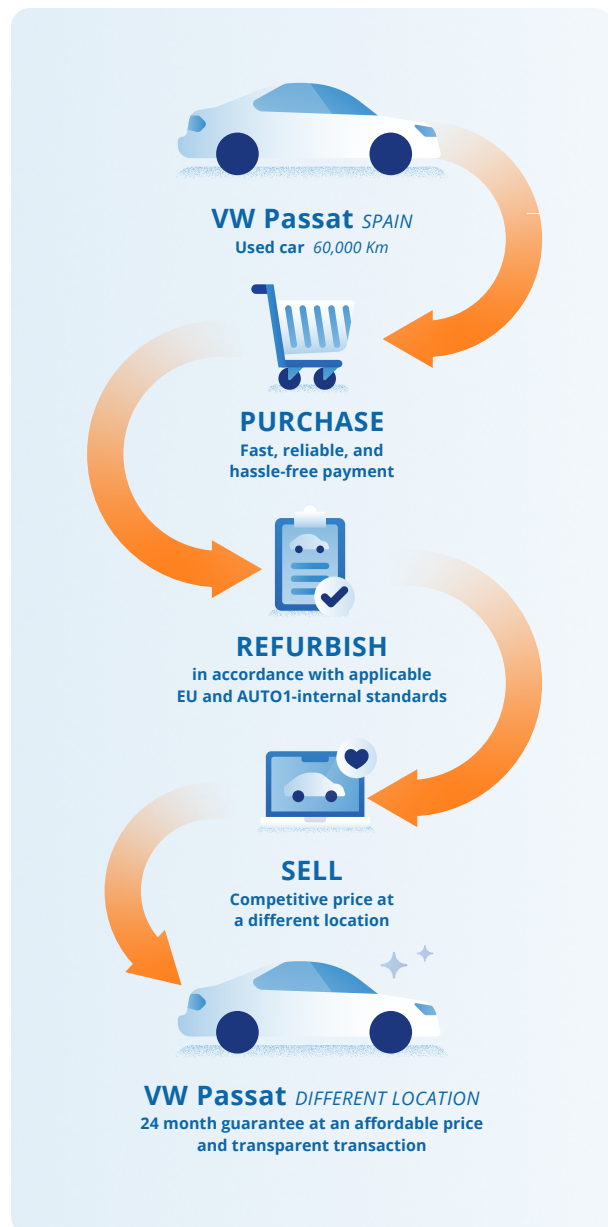 VW Passat SPAIN
Used car 60,000 Km
PURCHASE
Fast, reliable, and
hassle-free payment
REFURBISH
in accordance with applicable
EU and AUTO1-internal standards
SELL
Competitive price at
a different location
VW Passat DIFFERENT LOCATION
24 month guarantee at an affordable price
and transparent transaction